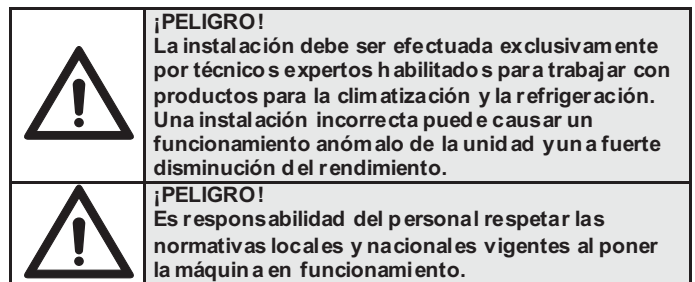 ¡PELIGRO!
La instalación debe ser efectuada exclusivamente
por técnicos expertos habilitados para trabajar con
productos para la climatización y la refrigeración.
Una instalación incorrecta puede causar un
funcionamiento anómalo de la unidad y una fuerte
disminución del rendimiento.
¡PELIGRO!
Es responsabilidad del personal respetar las
normativas locales y nacionales vigentes al poner
la máquina en funcionamiento.